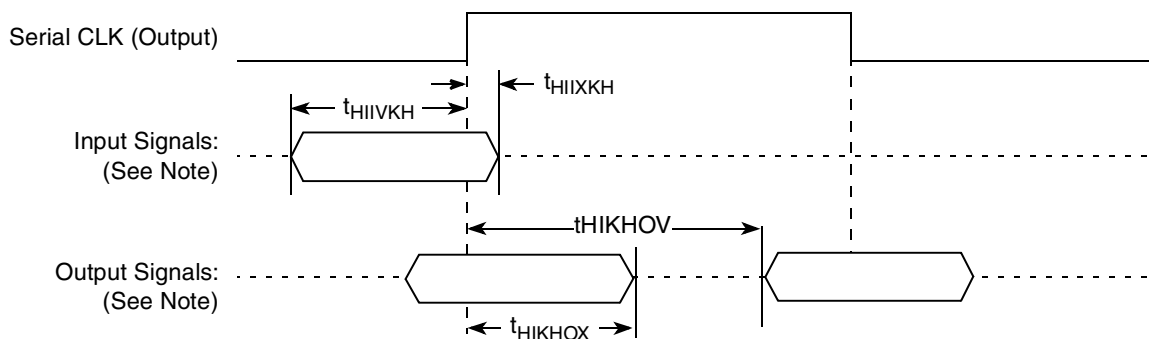 Serial CLK (Output)
tHIIXKH
tHIIVKH
Input Signals:
(See Note)
tHIKHOV
Output Signals:
(See Note)
tHIKHOX